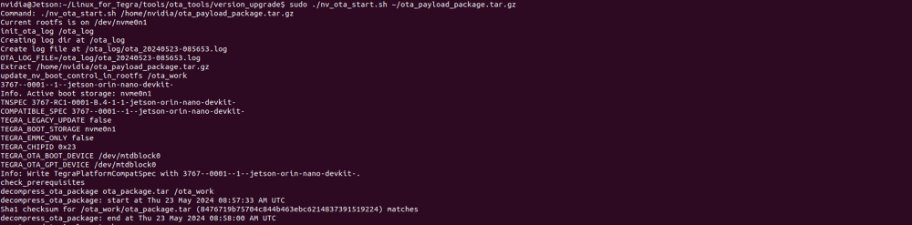 nvidia@Jetson:~/Linux_for_Tegra/tools/ota_tools/version_upgrade$ sudo ./nv_ota_start.sh ~/ota_payload_package.tar.gz
Command: ./nv_ota_start.sh /home/nvidia/ota_payload_package.tar.gz
Current rootfs is on /dev/nvme0n1
init_ota_log /ota_log
Creating log dir at /ota_log
Create log file at /ota_log/ota_20240523-085653.log
OTA_LOG_FILE=/ota_log/ota_20240523-085653.log
Extract /home/nvidia/ota_payload_package.tar.gz
update_nv_boot_control_in_rootfs /ota_work
3767--0001--1--jetson-orin-nano-devkit-
Info. Active boot storage: nvme0n1
TNSPEC 3767-RC1-0001-B.4-1-1-jetson-orin-nano-devkit-
COMPATIBLE_SPEC 3767--0001--1--jetson-orin-nano-devkit-
TEGRA_LEGACY_UPDATE false
TEGRA_BOOT_STORAGE nvme0n1
TEGRA_EMMC_ONLY false
TEGRA_CHIPID 0x23
TEGRA_OTA_BOOT_DEVICE /dev/mtdblock0
TEGRA_OTA_GPT_DEVICE /dev/mtdblock0
Info: Write TegraPlatformCompatSpec with 3767--0001--1--jetson-orin-nano-devkit-.
check_prerequisites
decompress_ota_package ota_package.tar /ota_work
decompress_ota_package: start at Thu 23 May 2024 08:57:33 AM UTC
Sha1 checksum for /ota_work/ota_package.tar (8476719b75704c844b463ebc6214837391519224) matches
decompress_ota_package: end at Thu 23 May 2024 08:58:00 AM UTC